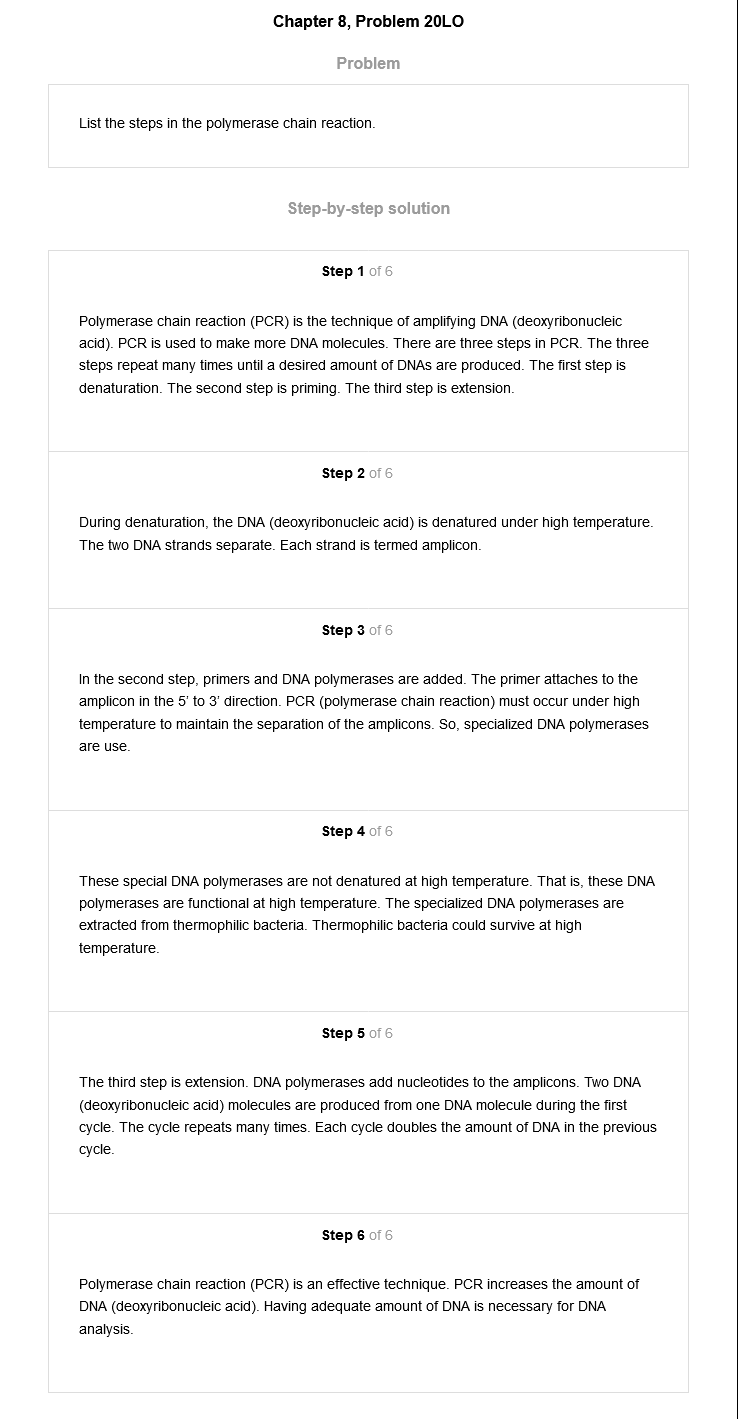 Chapter 8, Problem 20LO
Problem
List the steps in the polymerase chain reaction.
Step-by-step solution
Step 1 of 6
Polymerase chain reaction (PCR) is the technique of amplifying DNA (deoxyribonucleic
acid). PCR is used to make more DNA molecules. There are three steps in PCR. The three
steps repeat many times until a desired amount of DNAs are produced. The first step is
denaturation. The second step is priming. The third step is extension.
Step 2 of 6
During denaturation, the DNA (deoxyribonucleic acid) is denatured under high temperature.
The two DNA strands separate. Each strand is termed amplicon.
Step 3 of 6
In the second step, primers and DNA polymerases are added. The primer attaches to the
amplicon in the 5’ to 3’ direction. PCR (polymerase chain reaction) must occur under high
temperature to maintain the separation of the amplicons. So, specialized DNA polymerases
are use.
Step 4 of 6
These special DNA polymerases are not denatured at high temperature. That is, these DNA
polymerases are functional at high temperature. The specialized DNA polymerases are
extracted from thermophilic bacteria. Thermophilic bacteria could survive at high
temperature.
Step 5 of 6
The third step is extension. DNA polymerases add nucleotides to the amplicons. Two DNA
(deoxyribonucleic acid) molecules are produced from one DNA molecule during the first
cycle. The cycle repeats many times. Each cycle doubles the amount of DNA in the previous
cycle.
Step 6 of 6
Polymerase chain reaction (PCR) is an effective technique. PCR increases the amount of
DNA (deoxyribonucleic acid). Having adequate amount of DNA is necessary for DNA
analysis.